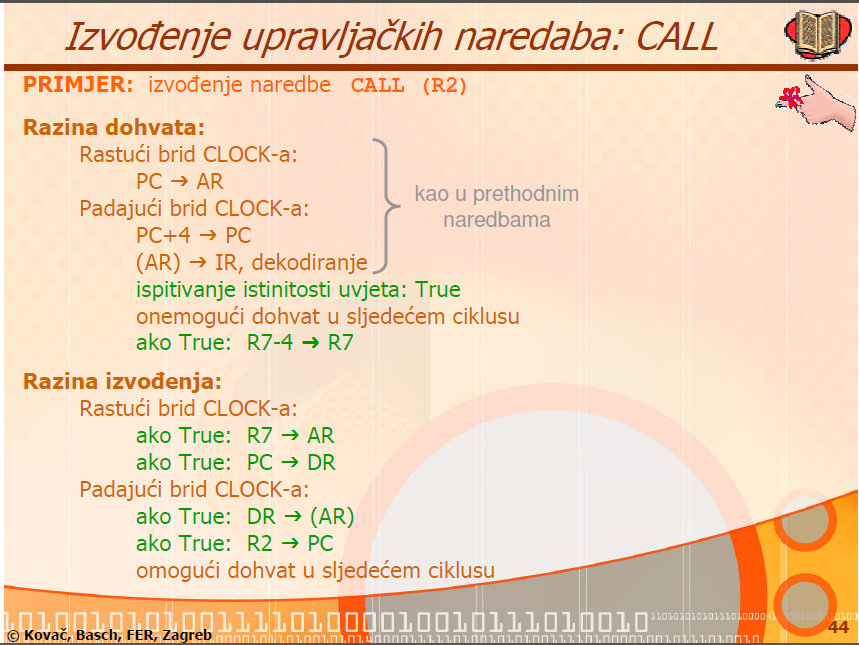 Izvođenje upravljačkih naredaba: CALL
PRIMJER: izvođenje naredbe CALL (R2)
Razina dohvata:
Rastući brid CLOCK-a:
PC → AR
Padajući brid CLOCK-a:
PC+4 → PC
(AR) → IR, dekodiranje
kao u prethodnim
naredbama
ispitivanje istinitosti uvjeta: True
onemogući dohvat u sljedećem ciklusu
ako True: R7-4 → R7
Razina izvođenja:
Rastući brid CLOCK-a:
ako True: R7 → AR
ako True: PC → DR
Padajući brid CLOCK-a:
ako True: DR → (AR)
ako True: R2 → PC
omogući dohvat u sljedećem ciklusu
© Kovač, Basch, FER, Zagreb
44